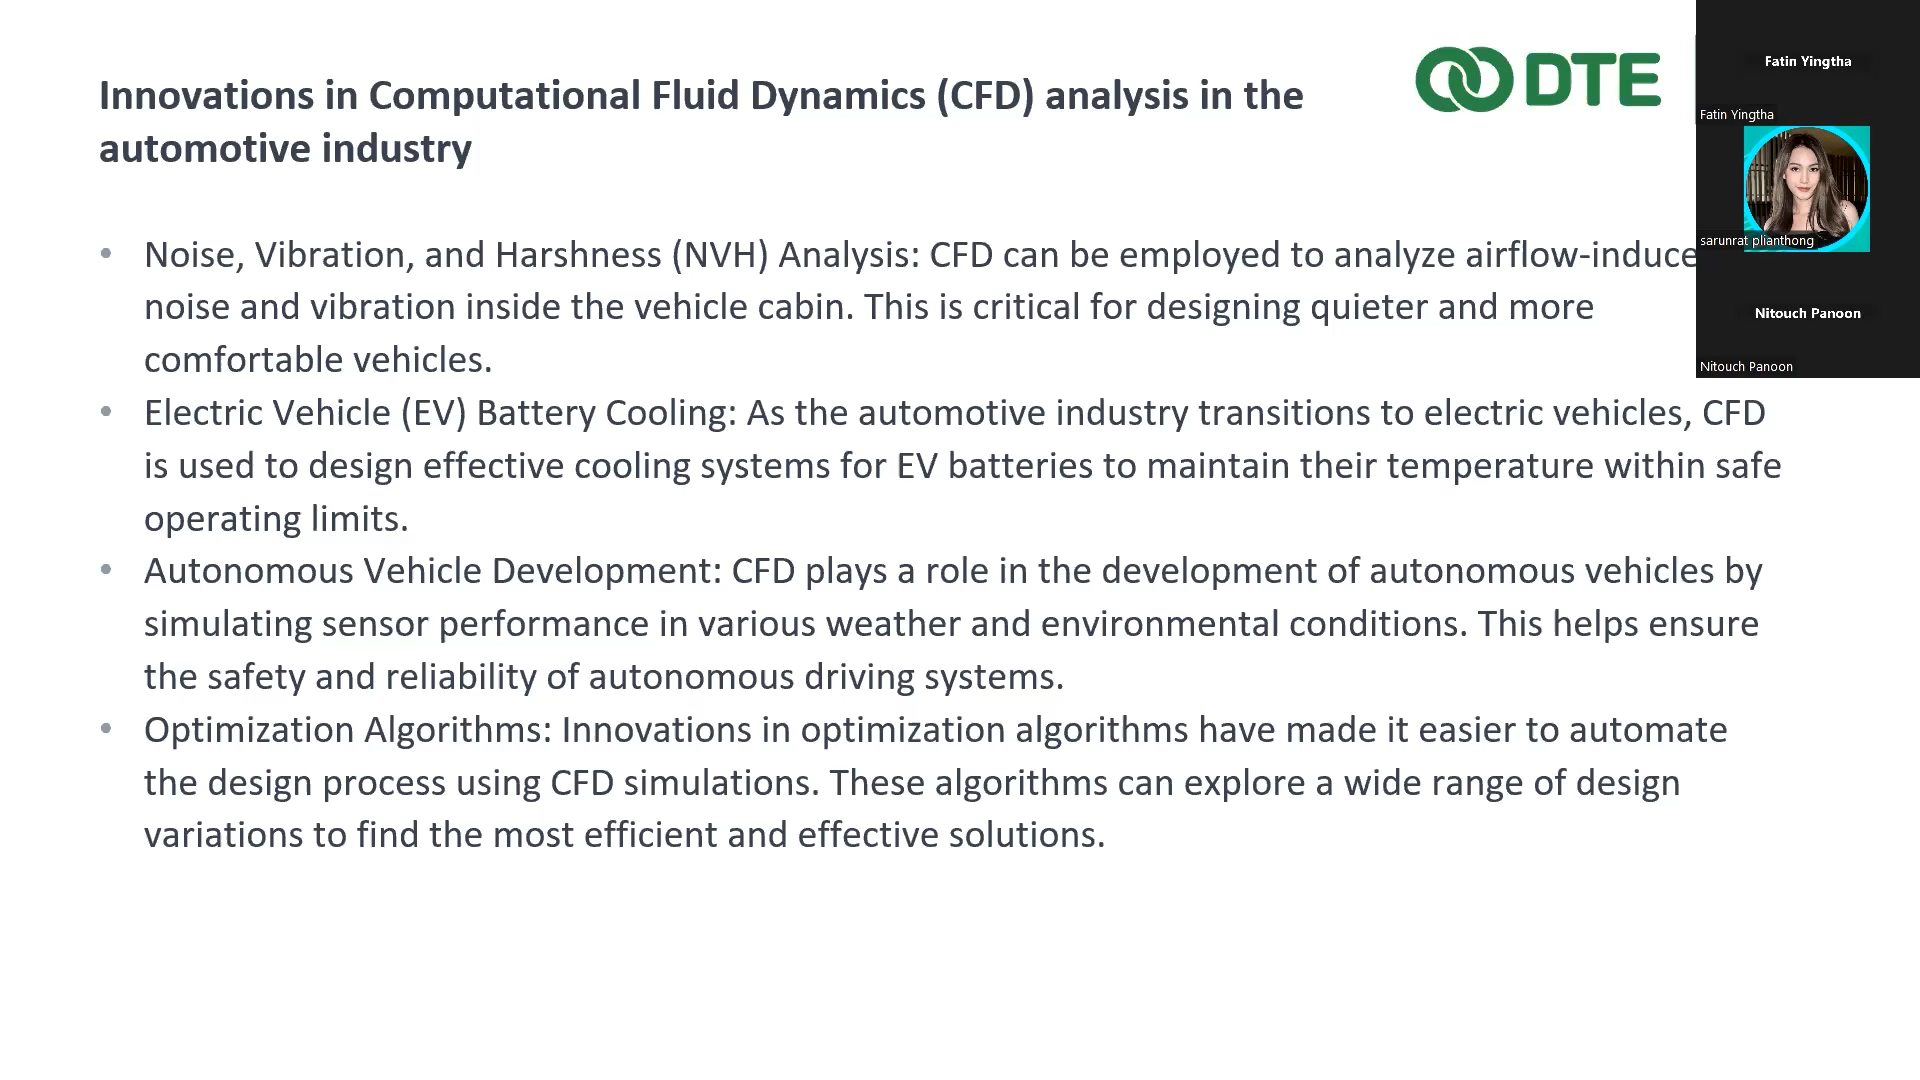 Innovations in Computational Fluid Dynamics (CFD) analysis in the
automotive industry
DTE
• Noise, Vibration, and Harshness (NVH) Analysis: CFD can be employed to analyze airflow-induce
noise and vibration inside the vehicle cabin. This is critical for designing quieter and more
comfortable vehicles.
• Electric Vehicle (EV) Battery Cooling: As the automotive industry transitions to electric vehicles, CFD
is used to design effective cooling systems for EV batteries to maintain their temperature within safe
operating limits.
• Autonomous Vehicle Development: CFD plays a role in the development of autonomous vehicles by
simulating sensor performance in various weather and environmental conditions. This helps ensure
the safety and reliability of autonomous driving systems.
• Optimization Algorithms: Innovations in optimization algorithms have made it easier to automate
the design process using CFD simulations. These algorithms can explore a wide range of design
variations to find the most efficient and effective solutions.
Fatin Yingtha
Fatin Yingtha
sarunrat plianthong
Nitouch Panoon
Nitouch Panoon